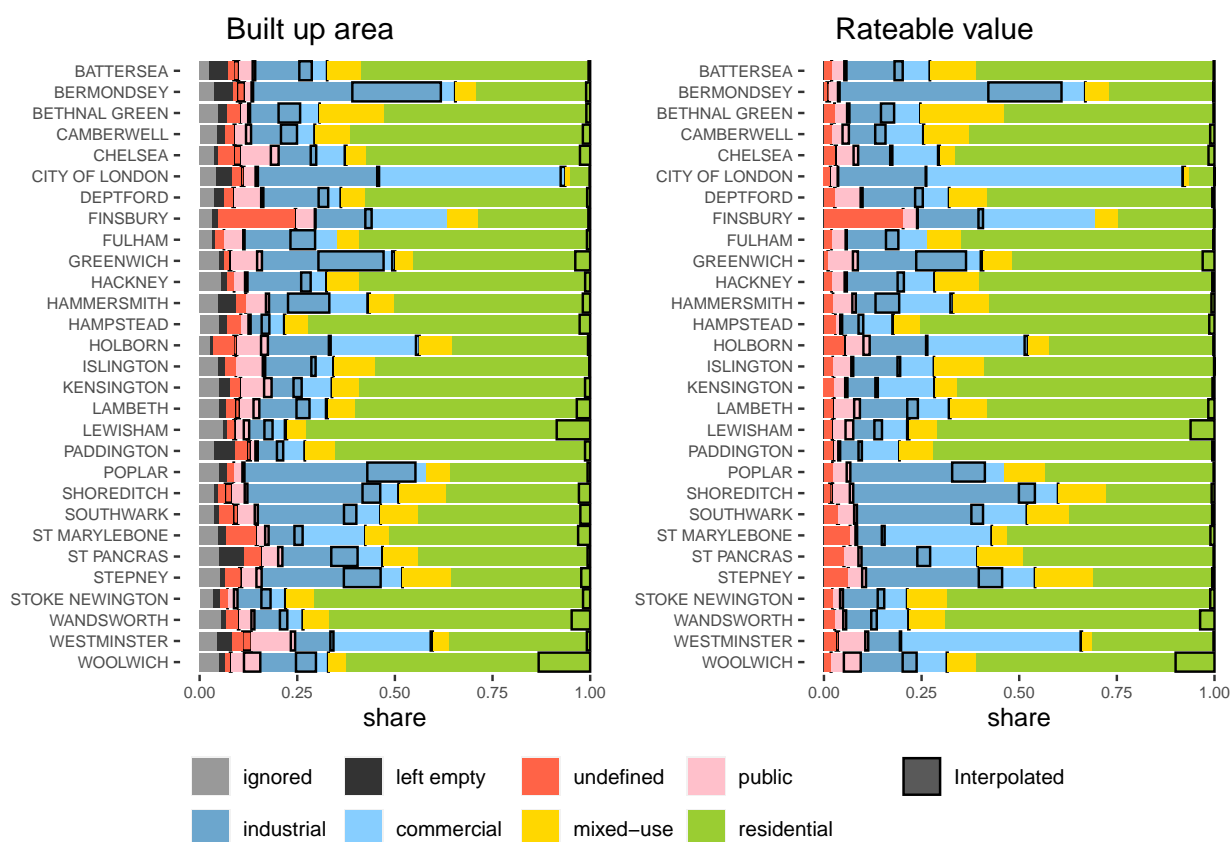 Built up area
Rateable value
BATTERSEA
BERMONDSEY
BETHNAL GREEN
CAMBERWELL
CHELSEA
CITY OF LONDON
DEPTFORD
FINSBURY
FULHAM
GREENWICH
HACKNEY
HAMMERSMITH
HAMPSTEAD
HOLBORN
ISLINGTON
KENSINGTON
LAMBETH
LEWISHAM
PADDINGTON
POPLAR
SHOREDITCH
SOUTHWARK
ST MARYLEBONE
ST PANCRAS
STEPNEY
STOKE NEWINGTON
WANDSWORTH
WESTMINSTER
WOOLWICH
0.00 0.25 0.50 0.75 1.00
share
BATTERSEA
BERMONDSEY
BETHNAL GREEN
CAMBERWELL
CHELSEA
CITY OF LONDON
DEPTFORD
FINSBURY
FULHAM
GREENWICH
HACKNEY
HAMMERSMITH
HAMPSTEAD
HOLBORN
ISLINGTON
KENSINGTON
LAMBETH
LEWISHAM
PADDINGTON
POPLAR
SHOREDITCH
SOUTHWARK
ST MARYLEBONE
ST PANCRAS
STEPNEY
STOKE NEWINGTON
WANDSWORTH
WESTMINSTER
WOOLWICH
0.00 0.25 0.50 0.75 1.00
share
ignored left empty undefined public Interpolated
industrial commercial mixed−use residential